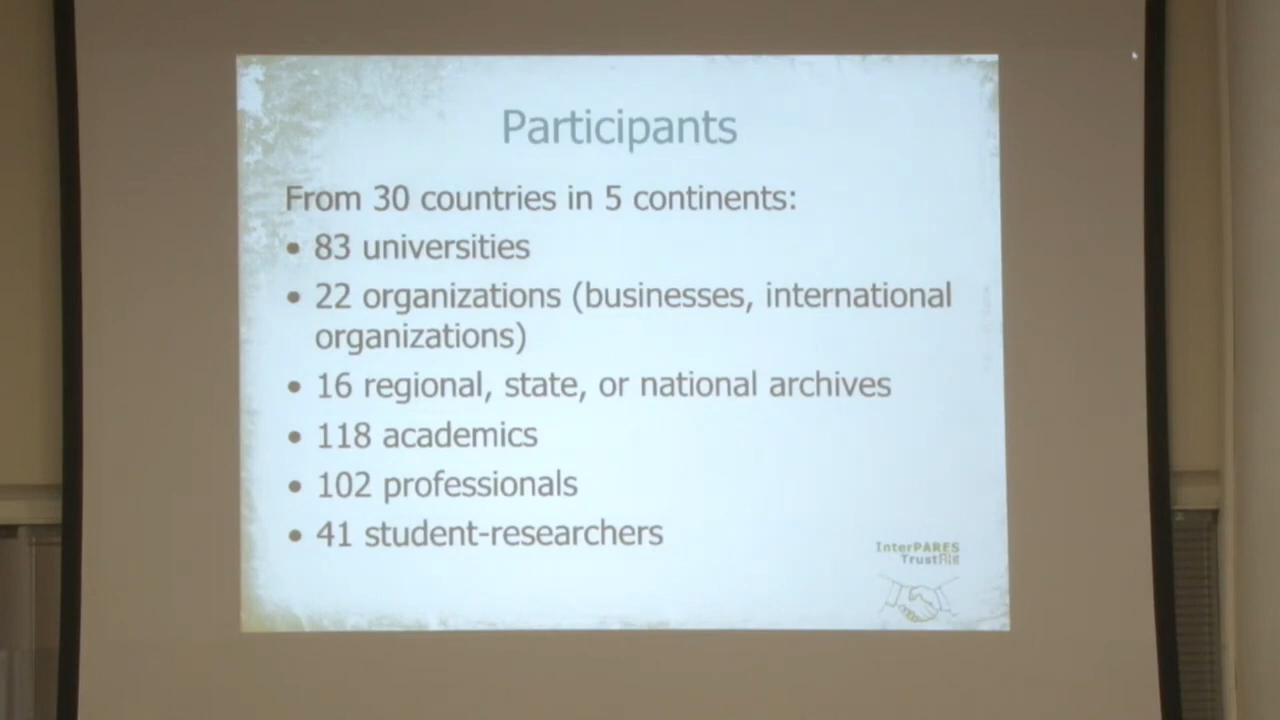 Participants
From 30 countries in 5 continents:
• 83 universities
• 22 organizations (businesses, international
organizations)
• 16 regional, state, or national archives
• 118 academics
• 102 professionals
• 41 student-researchers
InterPARES
Trust